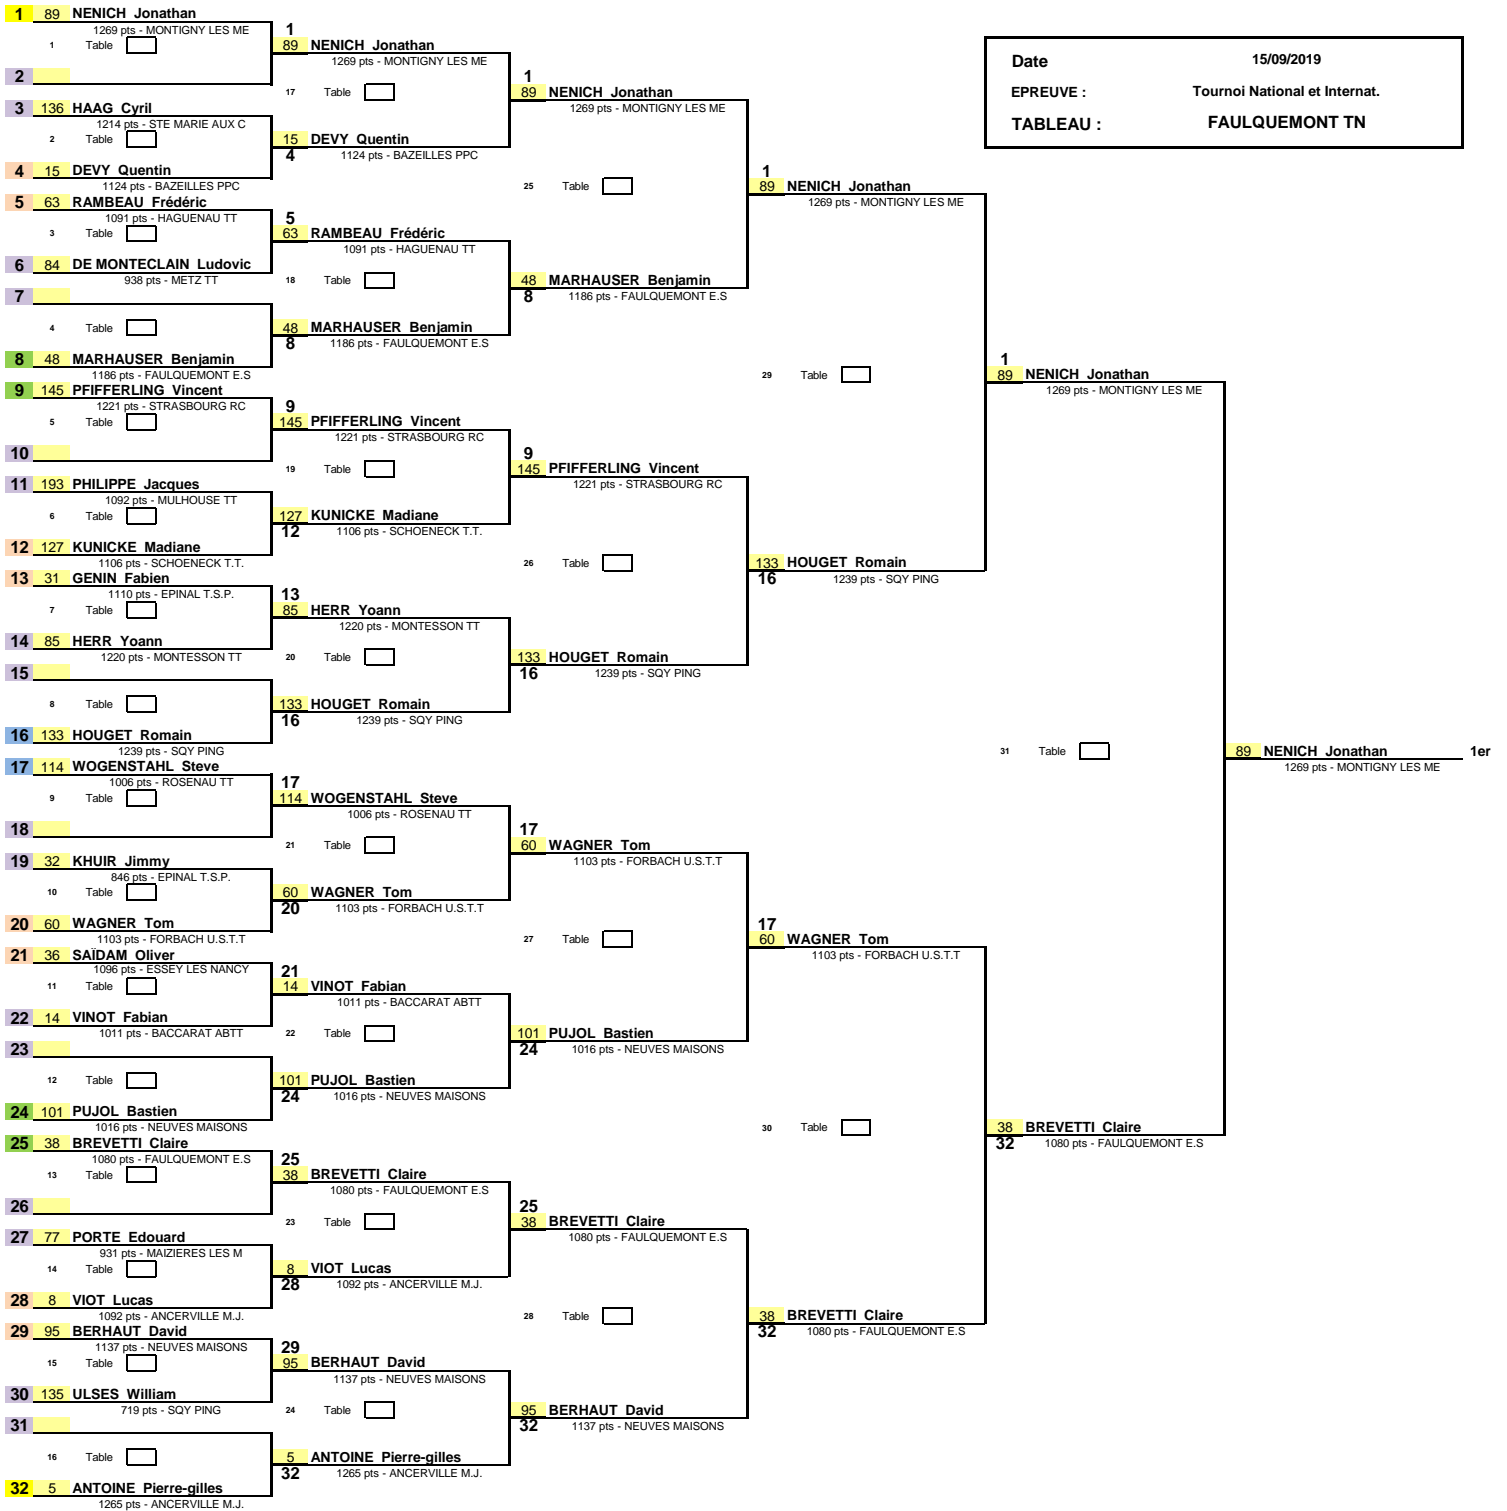 Date 15/09/2019
EPREUVE : Tournoi National et Internat.
TABLEAU : FAULQUEMONT TN
1 89 NENICH Jonathan
1269 pts - MONTIGNY LES ME
1 Table
2
3 136 HAAG Cyril
1214 pts - STE MARIE AUX C
2 Table
4 15 DEVY Quentin
1124 pts - BAZEILLES PPC
5 63 RAMBEAU Frédéric
1091 pts - HAGUENAU TT
3 Table
6 84 DE MONTECLAIN Ludovic
938 pts - METZ TT
7
4 Table
8 48 MARHAUSER Benjamin
1186 pts - FAULQUEMONT E.S
9 145 PFIFFERLING Vincent
1221 pts - STRASBOURG RC
5 Table
10
11 193 PHILIPPE Jacques
1092 pts - MULHOUSE TT
6 Table
12 127 KUNICKE Madiane
1106 pts - SCHOENECK T.T.
13 31 GENIN Fabien
1110 pts - EPINAL T.S.P.
7 Table
14 85 HERR Yoann
1220 pts - MONTESSON TT
15
8 Table
16 133 HOUGET Romain
1239 pts - SQY PING
17 114 WOGENSTAHL Steve
1006 pts - ROSENAU TT
9 Table
18
19 32 KHUIR Jimmy
846 pts - EPINAL T.S.P.
10 Table
20 60 WAGNER Tom
1103 pts - FORBACH U.S.T.T
21 36 SAÏDAM Oliver
1096 pts - ESSEY LES NANCY
11 Table
22 14 VINOT Fabian
1011 pts - BACCARAT ABTT
23
12 Table
24 101 PUJOL Bastien
1016 pts - NEUVES MAISONS
25 38 BREVETTI Claire
1080 pts - FAULQUEMONT E.S
13 Table
26
27 77 PORTE Edouard
931 pts - MAIZIERES LES M
14 Table
28 8 VIOT Lucas
1092 pts - ANCERVILLE M.J.
29 95 BERHAUT David
1137 pts - NEUVES MAISONS
15 Table
30 135 ULSES William
719 pts - SQY PING
31
16 Table
32 5 ANTOINE Pierre-gilles
1265 pts - ANCERVILLE M.J.
1
89 NENICH Jonathan
1269 pts - MONTIGNY LES ME
17 Table
15 DEVY Quentin
4 1124 pts - BAZEILLES PPC
5
63 RAMBEAU Frédéric
1091 pts - HAGUENAU TT
18 Table
48 MARHAUSER Benjamin
8 1186 pts - FAULQUEMONT E.S
9
145 PFIFFERLING Vincent
1221 pts - STRASBOURG RC
19 Table
127 KUNICKE Madiane
12 1106 pts - SCHOENECK T.T.
13
85 HERR Yoann
1220 pts - MONTESSON TT
20 Table
133 HOUGET Romain
16 1239 pts - SQY PING
17
114 WOGENSTAHL Steve
1006 pts - ROSENAU TT
21 Table
60 WAGNER Tom
20 1103 pts - FORBACH U.S.T.T
21
14 VINOT Fabian
1011 pts - BACCARAT ABTT
22 Table
101 PUJOL Bastien
24 1016 pts - NEUVES MAISONS
25
38 BREVETTI Claire
1080 pts - FAULQUEMONT E.S
23 Table
8 VIOT Lucas
28 1092 pts - ANCERVILLE M.J.
29
95 BERHAUT David
1137 pts - NEUVES MAISONS
24 Table
5 ANTOINE Pierre-gilles
32 1265 pts - ANCERVILLE M.J.
1
89 NENICH Jonathan
1269 pts - MONTIGNY LES ME
25 Table
48 MARHAUSER Benjamin
8 1186 pts - FAULQUEMONT E.S
9
145 PFIFFERLING Vincent
1221 pts - STRASBOURG RC
26 Table
133 HOUGET Romain
16 1239 pts - SQY PING
17
60 WAGNER Tom
1103 pts - FORBACH U.S.T.T
27 Table
101 PUJOL Bastien
24 1016 pts - NEUVES MAISONS
25
38 BREVETTI Claire
1080 pts - FAULQUEMONT E.S
28 Table
95 BERHAUT David
32 1137 pts - NEUVES MAISONS
1
89 NENICH Jonathan
1269 pts - MONTIGNY LES ME
29 Table
133 HOUGET Romain
16 1239 pts - SQY PING
17
60 WAGNER Tom
1103 pts - FORBACH U.S.T.T
30 Table
38 BREVETTI Claire
32 1080 pts - FAULQUEMONT E.S
1
89 NENICH Jonathan
1269 pts - MONTIGNY LES ME
31 Table
38 BREVETTI Claire
32 1080 pts - FAULQUEMONT E.S
89 NENICH Jonathan 1er
1269 pts - MONTIGNY LES ME